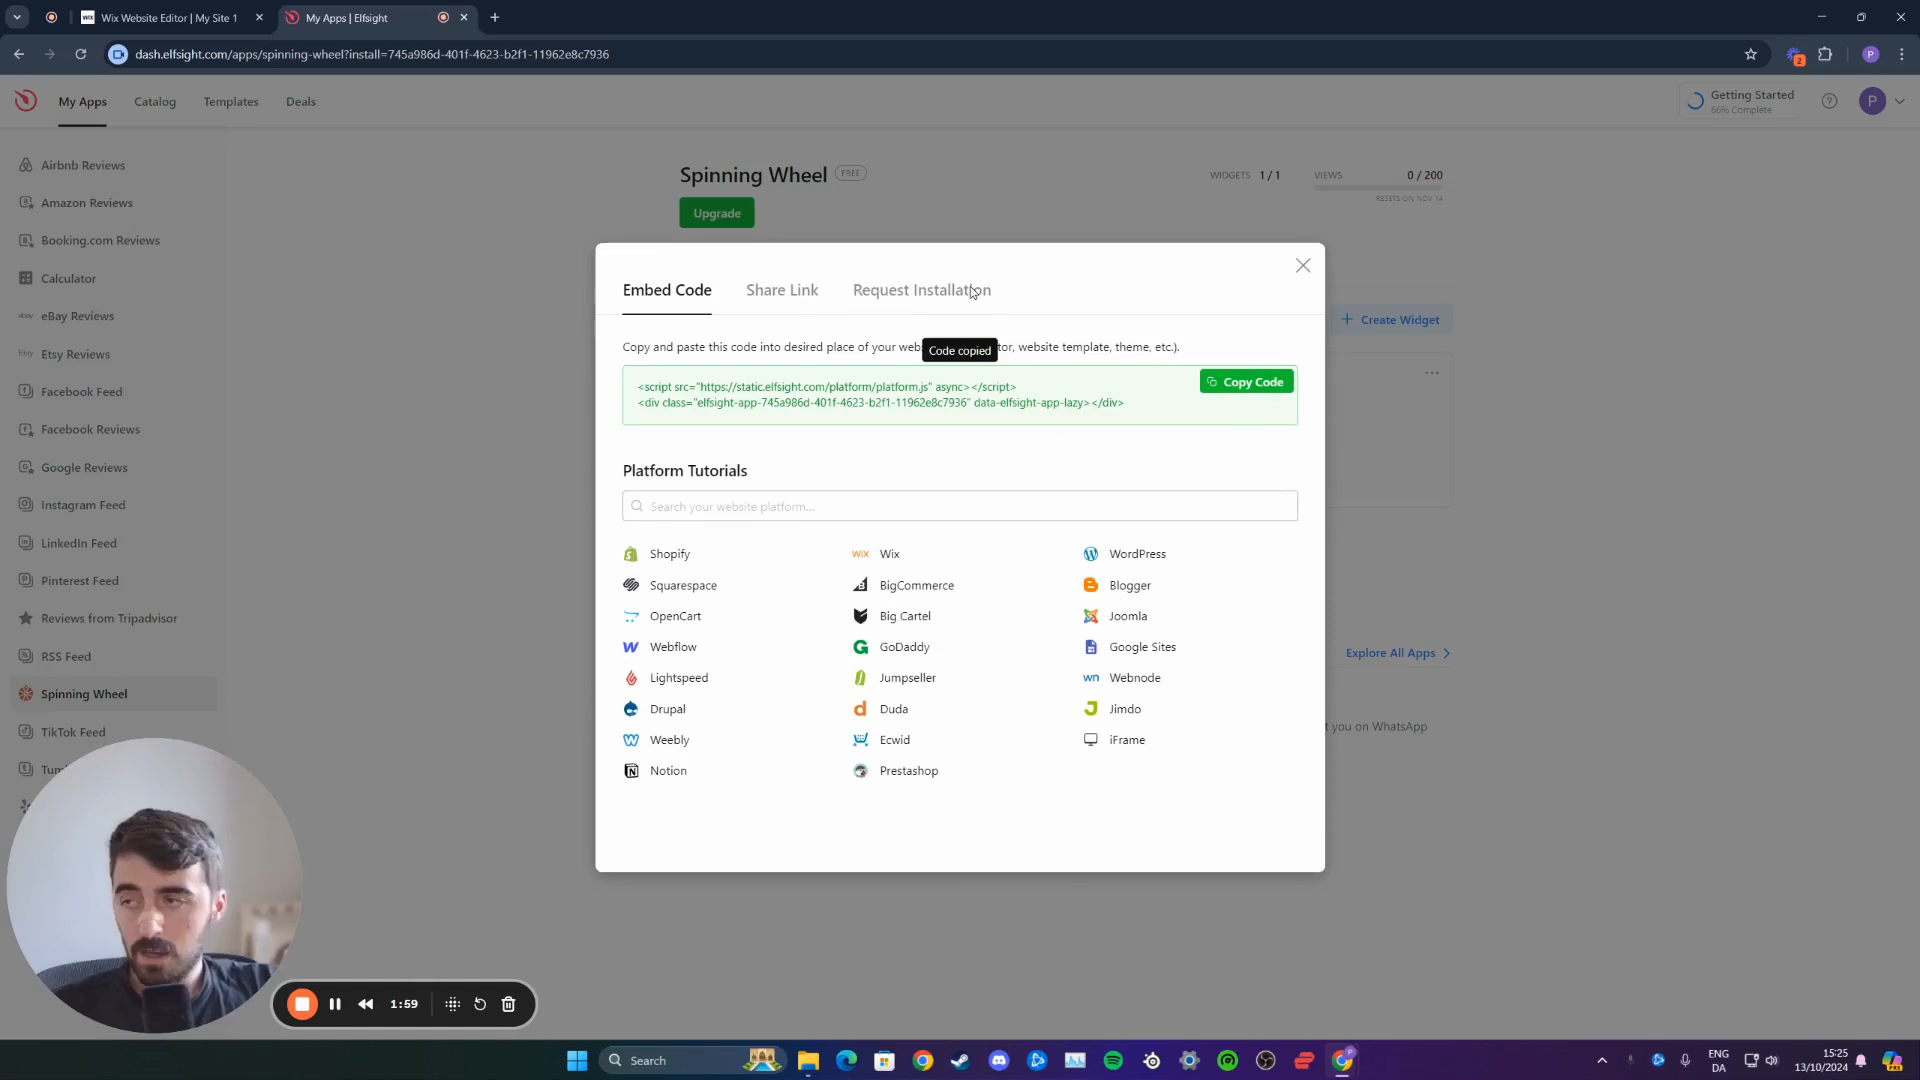 Wix Website Editor | My Site 1
My Apps | Elfsight
dash.elfsight.com/apps/spinning-wheel?install=745a986d-401f-4623-b2f1-11962e8c7936
P
2
My Apps
Catalog
Templates
Deals
Getting Started
66% Complete
P
Airbnb Reviews
Amazon Reviews
Booking.com Reviews
Calculator
eBay Reviews
Etsy Reviews
Facebook Feed
Facebook Reviews
Google Reviews
Instagram Feed
LinkedIn Feed
Pinterest Feed
Reviews from Tripadvisor
RSS Feed
Spinning Wheel
TikTok Feed
Tum
Spinning Wheel FREE
Upgrade
WIDGETS 1 / 1
VIEWS 0 / 200
RESETS ON NOV 14
+ Create Widget
Explore All Apps
t you on WhatsApp
Embed Code
Share Link
Request Installation
Copy and paste this code into desired place of your web tor, website template, theme, etc.).
Code copied
<script src="https://static.elfsight.com/platform/platform.js" async></script>
<div class="elfsight-app-745a986d-401f-4623-b2f1-11962e8c7936" data-elfsight-app-lazy></div>
Copy Code
Platform Tutorials
Search your website platform...
Shopify
WiX Wix
WordPress
Squarespace
BigCommerce
Blogger
OpenCart
Big Cartel
Joomla
Webflow
GoDaddy
Google Sites
Lightspeed
Jumpseller
wn Webnode
Drupal
Duda
Jimdo
Weebly
Ecwid
iFrame
Notion
Prestashop
1:59
Search
ENG
DA
15:25
13/10/2024